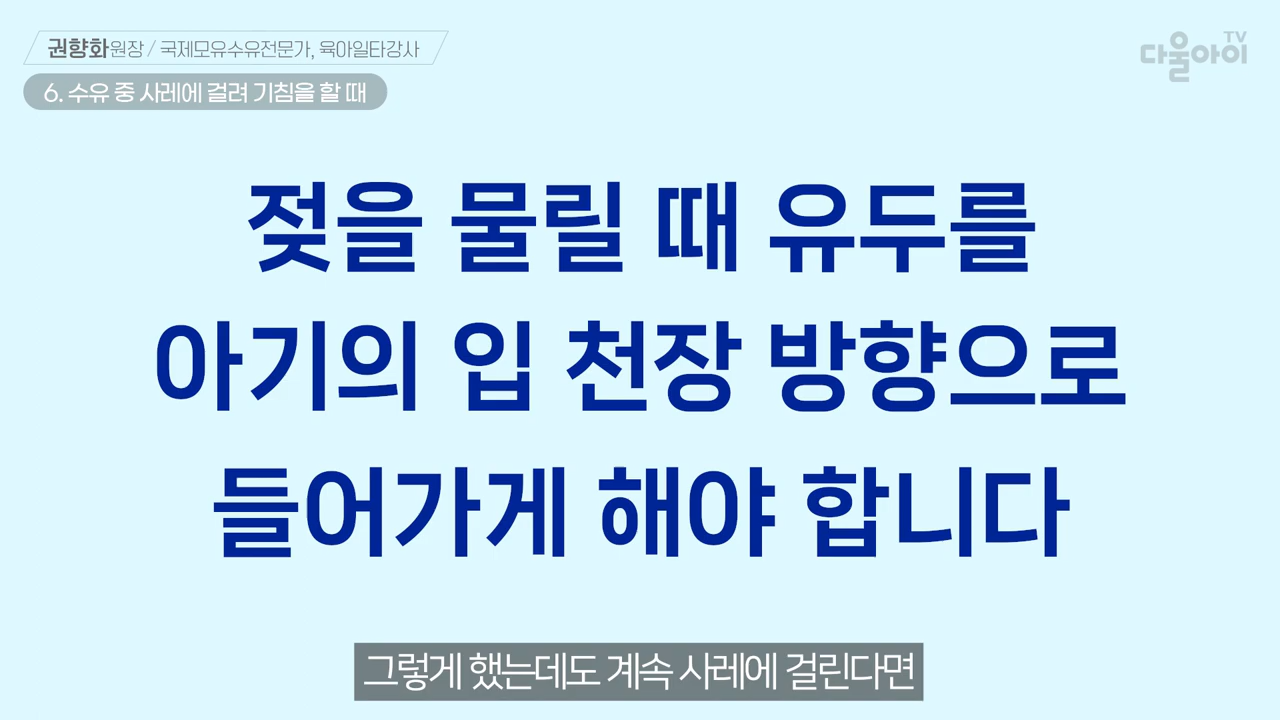 권향화원장 / 국제모유수유전문가, 육아일타강사
다울아이 TV
6. 수유 중 사레에 걸려 기침을 할 때
젖을 물릴 때 유두를
아기의 입 천장 방향으로
들어가게 해야 합니다
그렇게 했는데도 계속 사레에 걸린다면